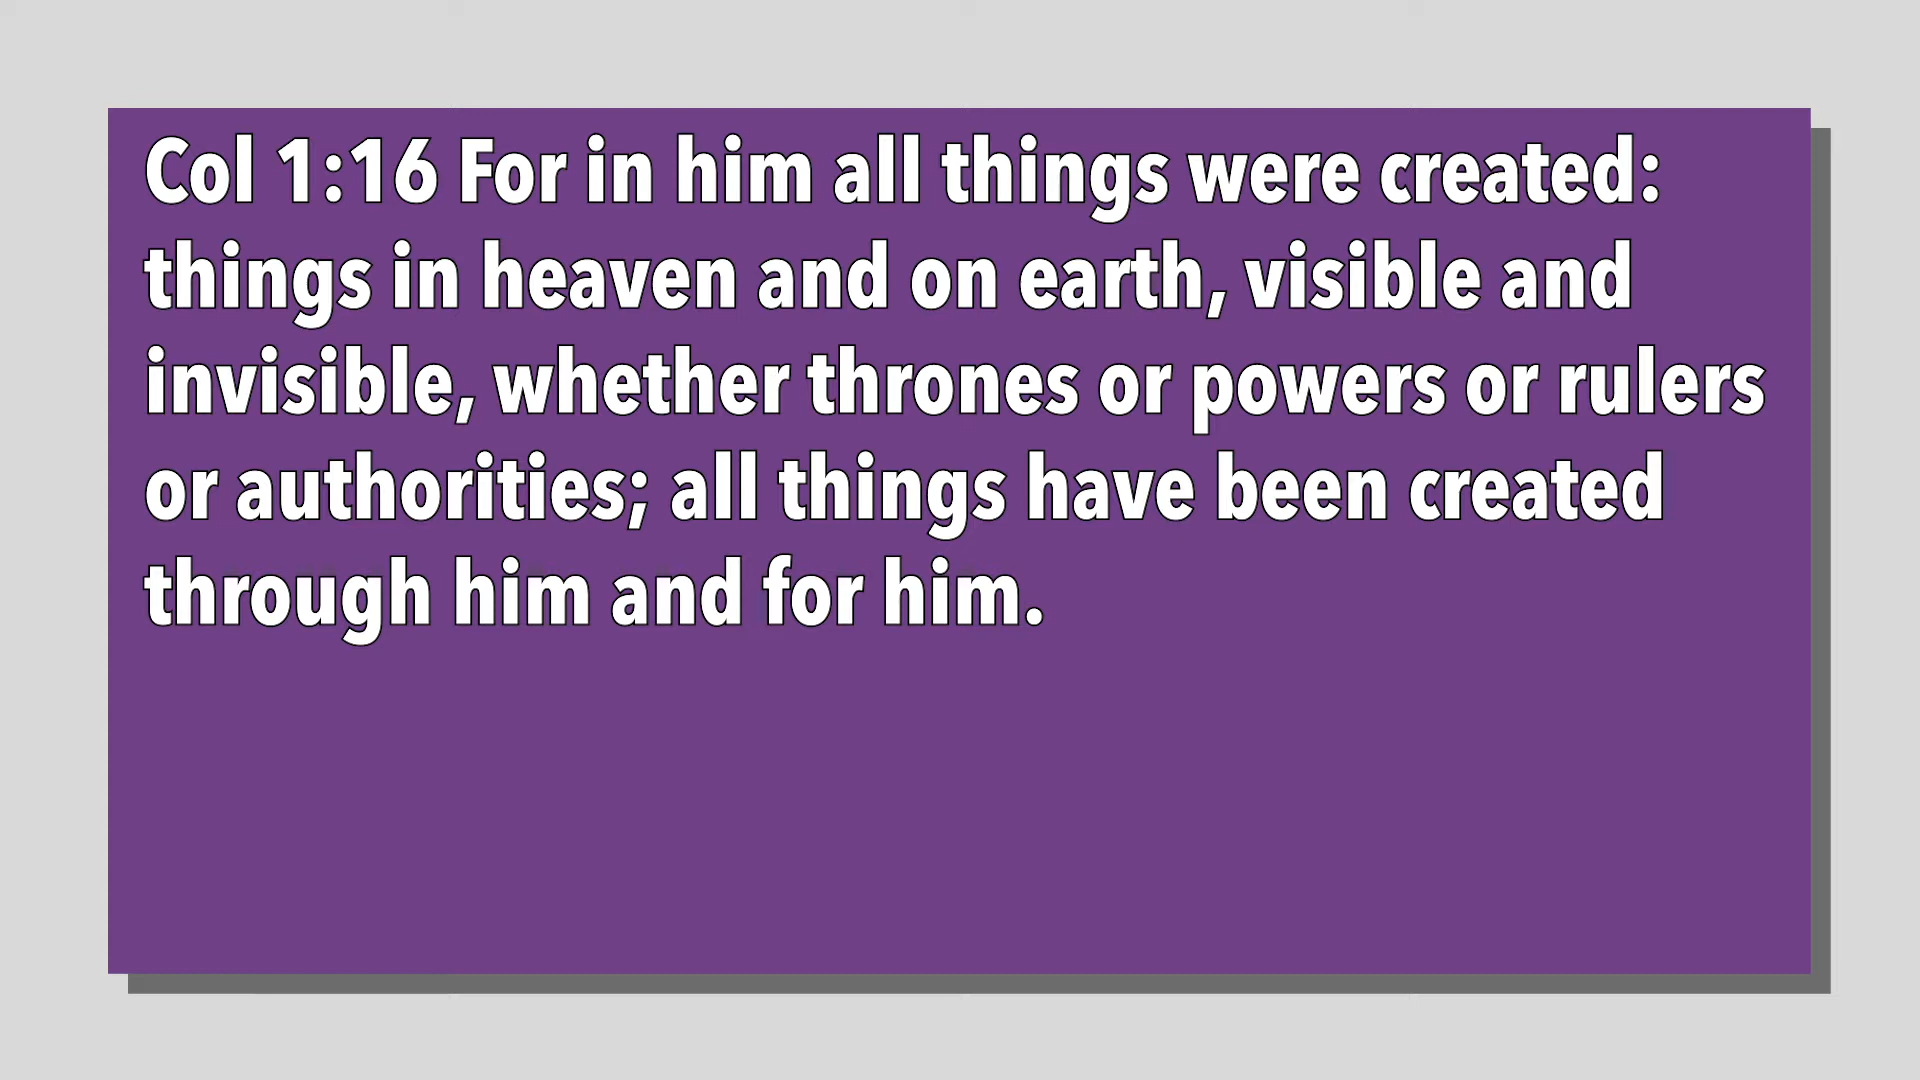 Col 1:16 For in him all things were created:
things in heaven and on earth, visible and
invisible, whether thrones or powers or rulers
or authorities; all things have been created
through him and for him.